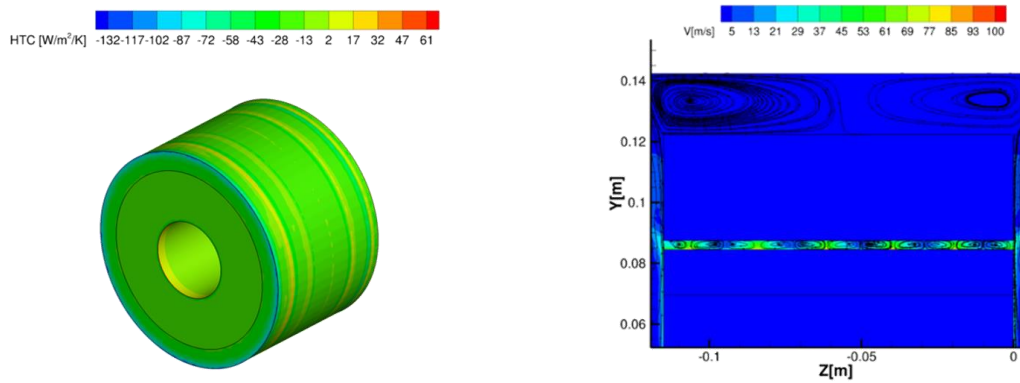 HTC [W/m²/K] -132-117-102 -87 -72 -58 -43 -28 -13 2 17 32 47 61
V[m/s] 5 13 21 29 37 45 53 61 69 77 85 93 100
0.14
0.12
0.1
0.08
0.06
Y[m]
-0.1 -0.05 0
Z[m]